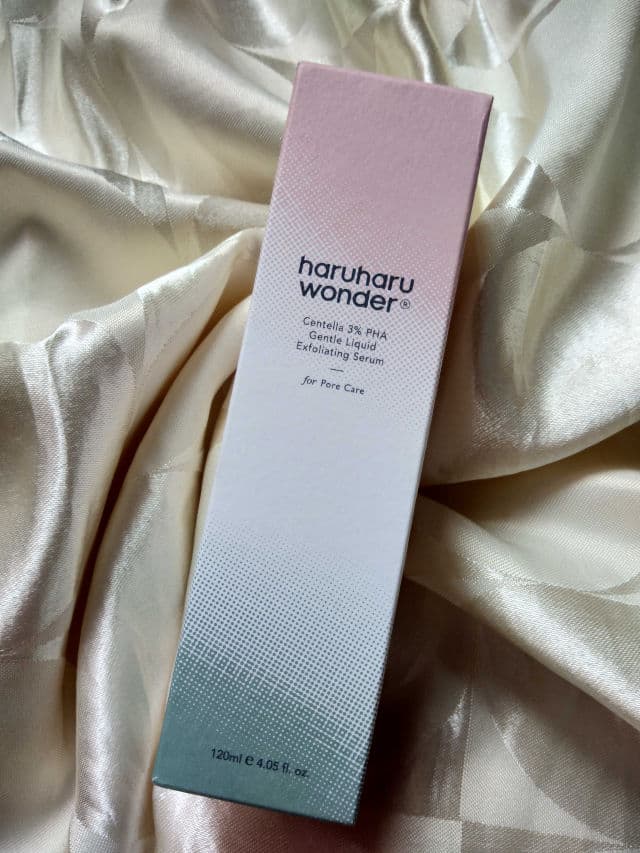 haruharu
wonder®
Centella 3% PHA
Gentle Liquid
Exfoliating Serum
for Pore Care
120ml e 4.05 fl. oz.